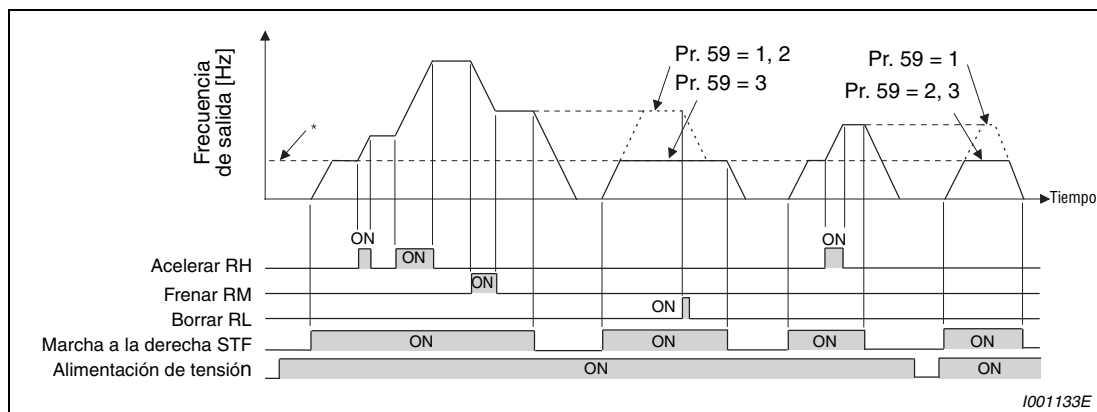 Frecuencia
de salida [Hz]
*
Pr. 59 = 1, 2
Pr. 59 = 3
Pr. 59 = 1
Pr. 59 = 2, 3
Tiempo
ON
ON
ON
Acelerar RH
ON
Frenar RM
ON
Borrar RL
ON
ON
ON
ON
Marcha a la derecha STF
ON
ON
Alimentación de tensión
I001133E